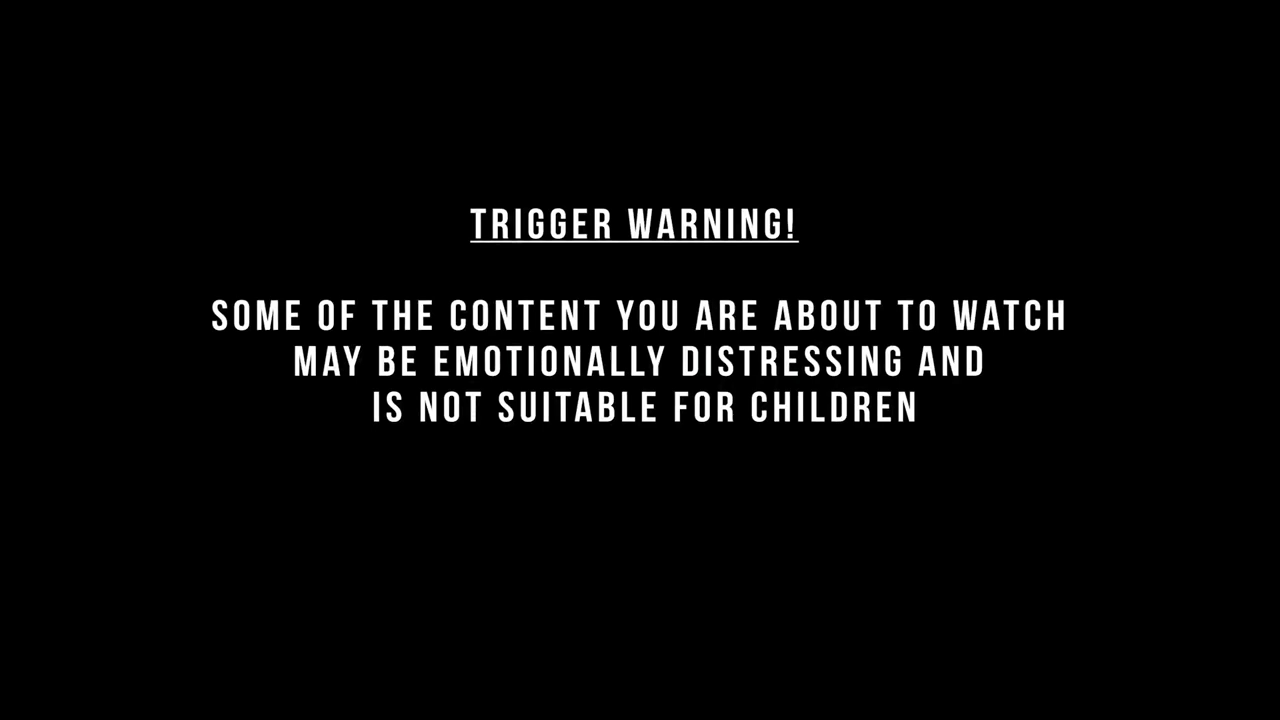 TRIGGER WARNING!
SOME OF THE CONTENT YOU ARE ABOUT TO WATCH
MAY BE EMOTIONALLY DISTRESSING AND
IS NOT SUITABLE FOR CHILDREN